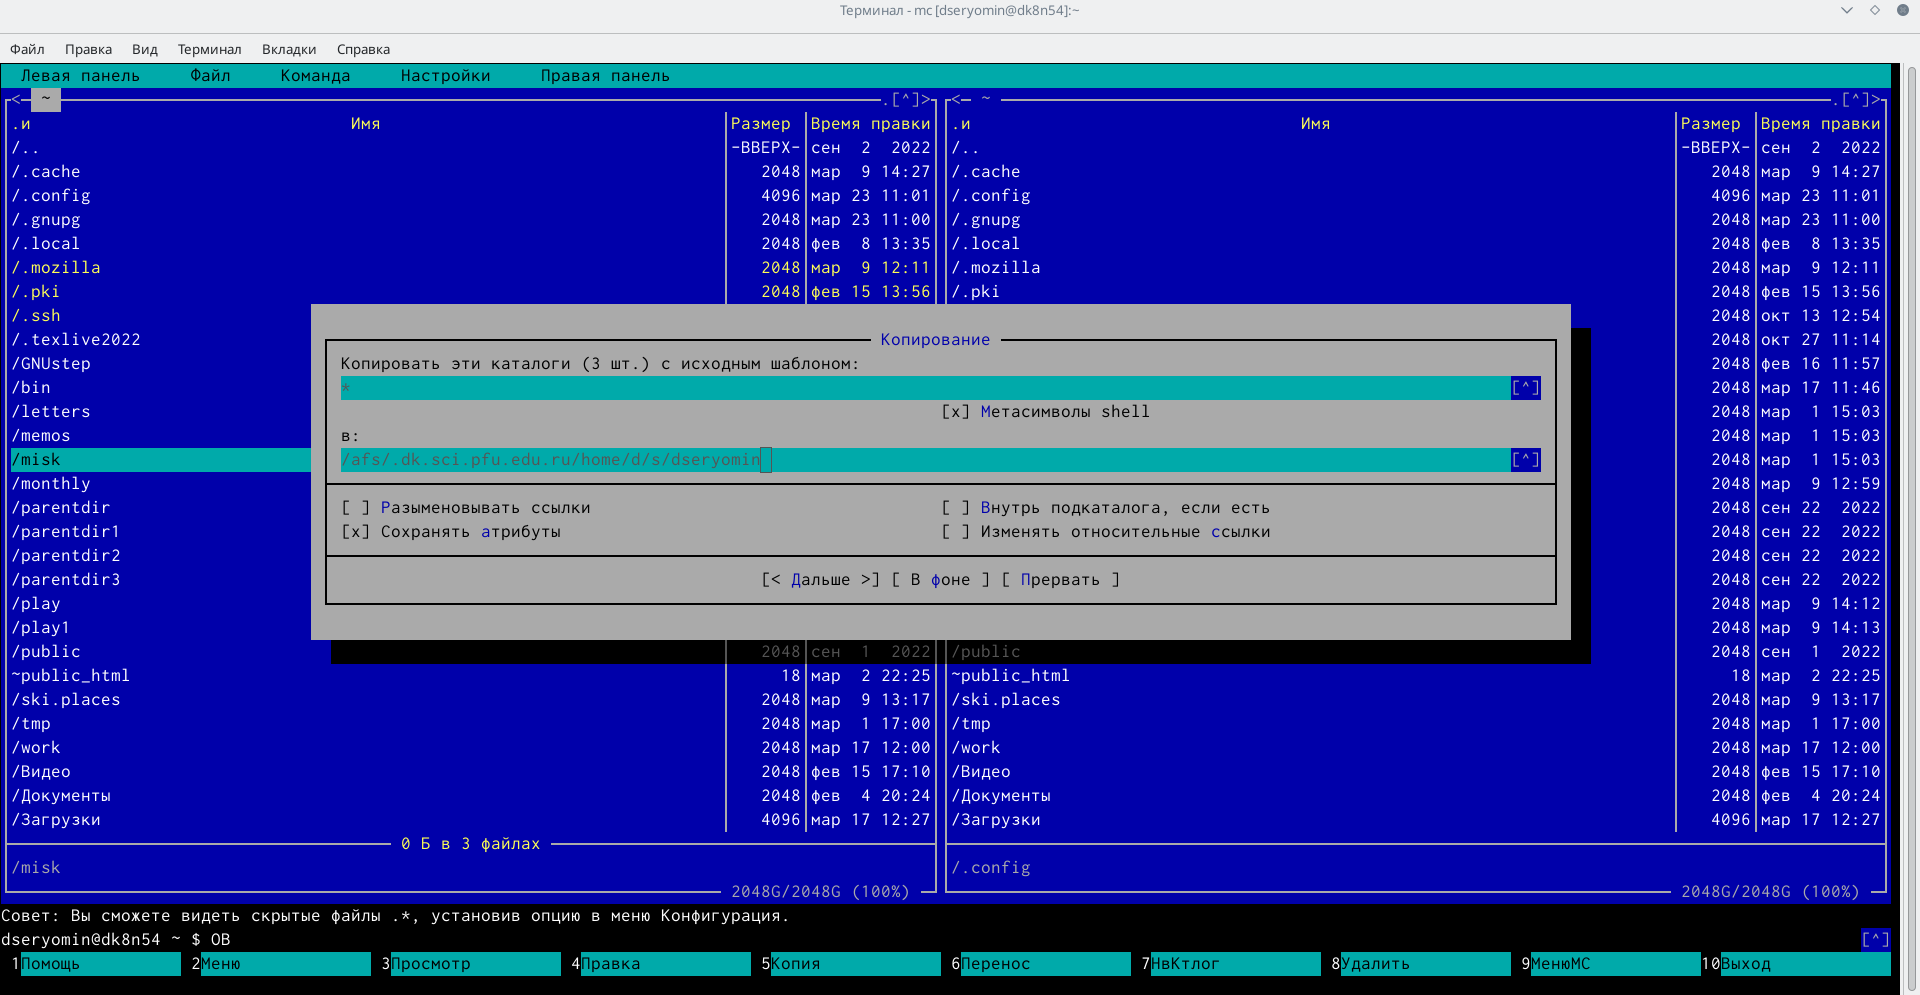 Терминал - mc [dseryomin@dk8n54]:~
Файл Правка Вид Терминал Вкладки Справка
Левая панель Файл Команда Настройки Правая панель
<- ~ .[^]> <- ~ .[^]>
.и Имя Размер Время правки .и Имя Размер Время правки
/.. -ВВЕРХ- сен 2 2022 /.. -ВВЕРХ- сен 2 2022
/.cache 2048 мар 9 14:27 /.cache 2048 мар 9 14:27
/.config 4096 мар 23 11:01 /.config 4096 мар 23 11:01
/.gnupg 2048 мар 23 11:00 /.gnupg 2048 мар 23 11:00
/.local 2048 фев 8 13:35 /.local 2048 фев 8 13:35
/.mozilla 2048 мар 9 12:11 /.mozilla 2048 мар 9 12:11
/.pki 2048 фев 15 13:56 /.pki 2048 фев 15 13:56
/.ssh 2048 окт 13 12:54
/.texlive2022 Копирование 2048 окт 27 11:14
/GNUstep Копировать эти каталоги (3 шт.) с исходным шаблоном: 2048 фев 16 11:57
/bin * [^] 2048 мар 17 11:46
/letters [x] Метасимволы shell 2048 мар 1 15:03
/memos в: 2048 мар 1 15:03
/misk /afs/.dk.sci.pfu.edu.ru/home/d/s/dseryomin [^] 2048 мар 1 15:03
/monthly 2048 мар 9 12:59
/parentdir [ ] Разыменовывать ссылки [ ] Внутрь подкаталога, если есть 2048 сен 22 2022
/parentdir1 [x] Сохранять атрибуты [ ] Изменять относительные ссылки 2048 сен 22 2022
/parentdir2 2048 сен 22 2022
/parentdir3 [< Дальше >] [ В фоне ] [ Прервать ] 2048 сен 22 2022
/play 2048 мар 9 14:12
/play1 2048 мар 9 14:13
/public 2048 сен 1 2022 /public 2048 сен 1 2022
~public_html 18 мар 2 22:25 ~public_html 18 мар 2 22:25
/ski.places 2048 мар 9 13:17 /ski.places 2048 мар 9 13:17
/tmp 2048 мар 1 17:00 /tmp 2048 мар 1 17:00
/work 2048 мар 17 12:00 /work 2048 мар 17 12:00
/Видео 2048 фев 15 17:10 /Видео 2048 фев 15 17:10
/Документы 2048 фев 4 20:24 /Документы 2048 фев 4 20:24
/Загрузки 4096 мар 17 12:27 /Загрузки 4096 мар 17 12:27
0 Б в 3 файлах
/misk /.config
2048G/2048G (100%) 2048G/2048G (100%)
Совет: Вы сможете видеть скрытые файлы .*, установив опцию в меню Конфигурация.
dseryomin@dk8n54 ~ $ OB [^]
1Помощь 2Меню 3Просмотр 4Правка 5Копия 6Перенос 7НвКтлог 8Удалить 9МенюМС 10Выход